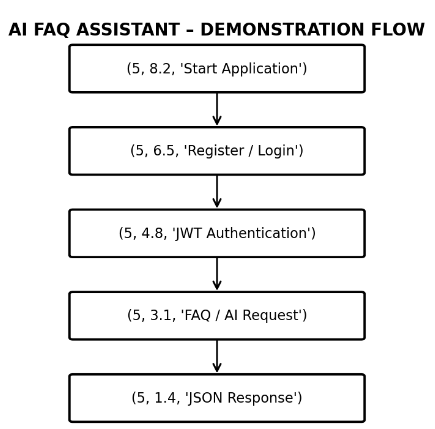 AI FAQ ASSISTANT – DEMONSTRATION FLOW
(5, 8.2, 'Start Application')
(5, 6.5, 'Register / Login')
(5, 4.8, 'JWT Authentication')
(5, 3.1, 'FAQ / AI Request')
(5, 1.4, 'JSON Response')